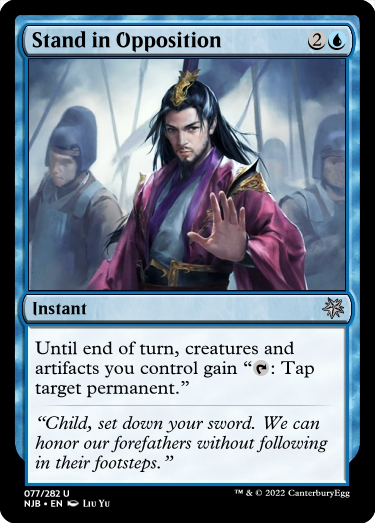 Stand in Opposition 2
Instant
Until end of turn, creatures and
artifacts you control gain “: Tap
target permanent.”
“Child, set down your sword. We can
honor our forefathers without following
in their footsteps.”
077/282 U
NJB • EN Liu Yu
™ & © 2022 CanterburyEgg